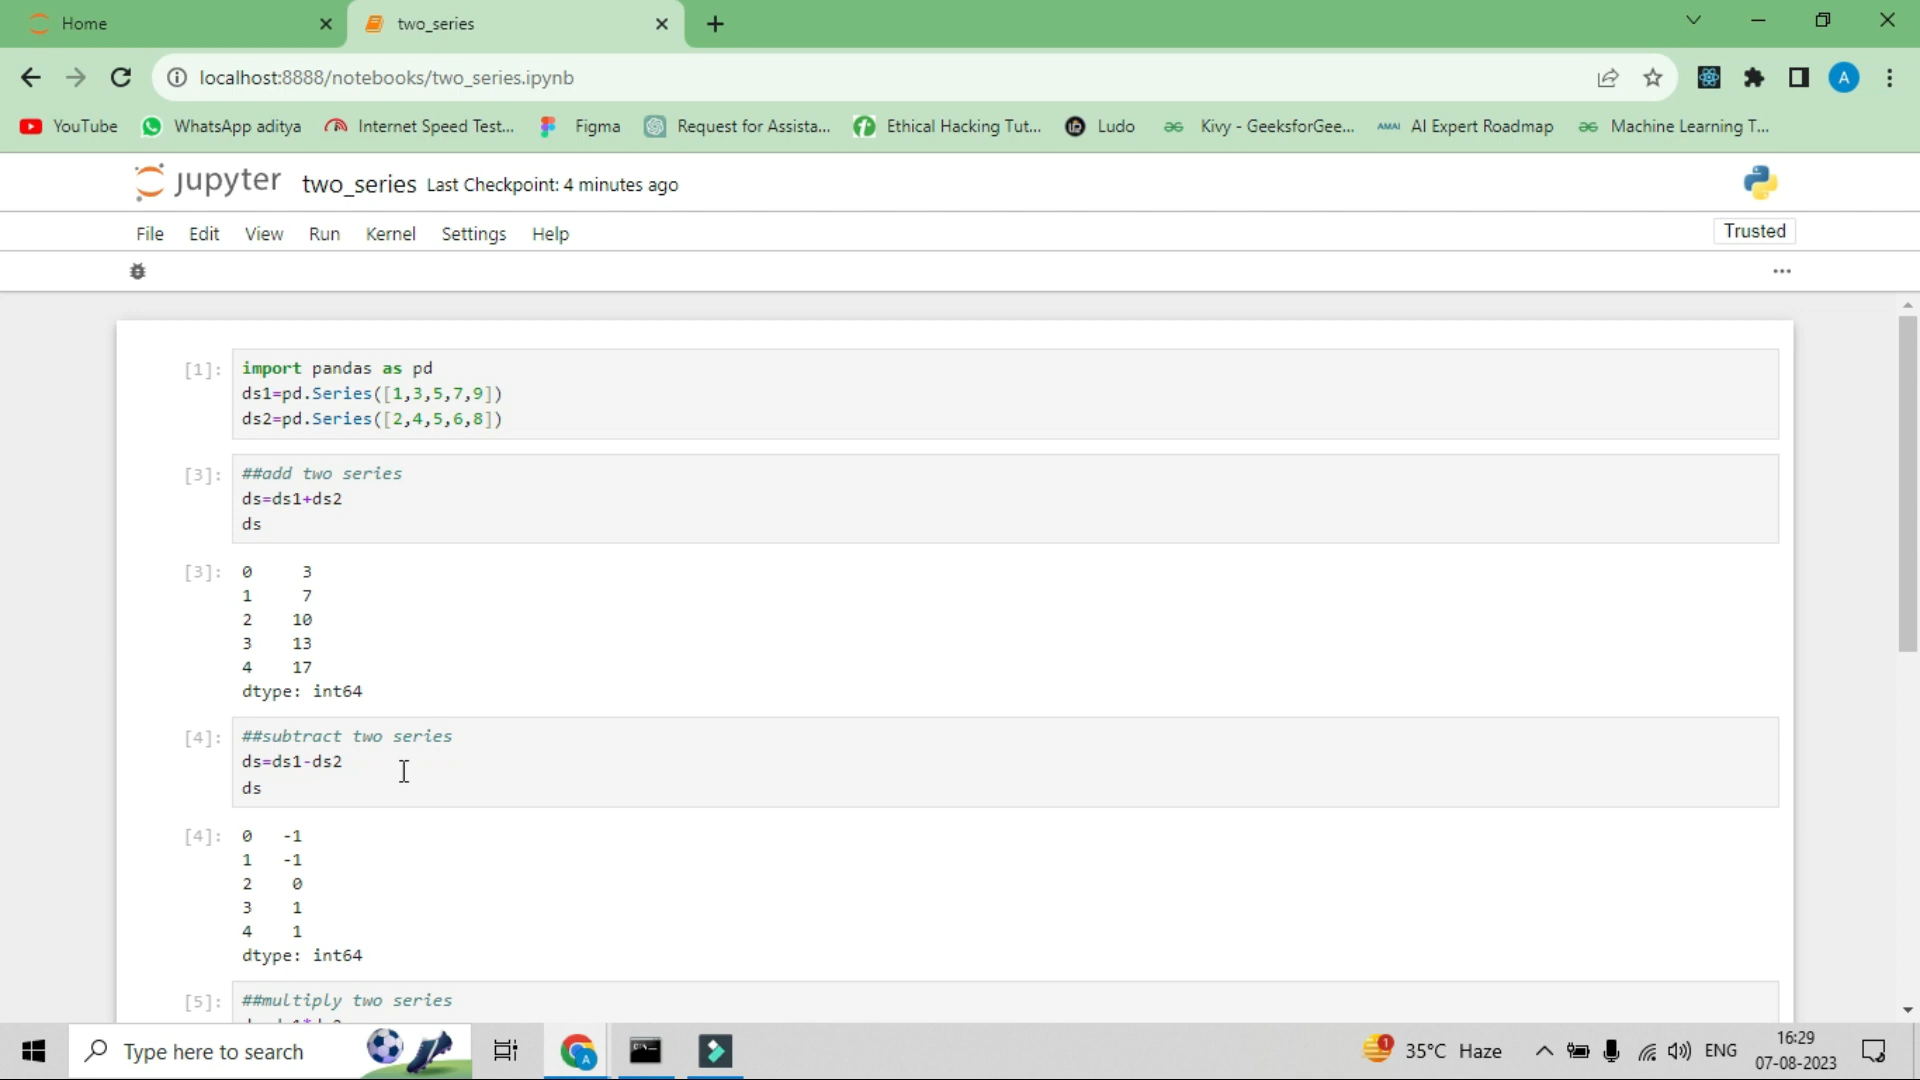 Home
two_series
localhost:8888/notebooks/two_series.ipynb
A
YouTube
WhatsApp aditya
Internet Speed Test...
Figma
Request for Assista...
Ethical Hacking Tut...
Ludo
Kivy - GeeksforGee...
AMAI
AI Expert Roadmap
Machine Learning T...
jupyter two_series Last Checkpoint: 4 minutes ago
File Edit View Run Kernel Settings Help
Trusted
[1]: import pandas as pd
ds1=pd.Series([1,3,5,7,9])
ds2=pd.Series([2,4,5,6,8])
[3]: ##add two series
ds=ds1+ds2
ds
[3]: 0 3
1 7
2 10
3 13
4 17
dtype: int64
[4]: ##subtract two series
ds=ds1-ds2
ds
[4]: 0 -1
1 -1
2 0
3 1
4 1
dtype: int64
[5]: ##multiply two series
Type here to search
A
1
35°C Haze
ENG
16:29
07-08-2023